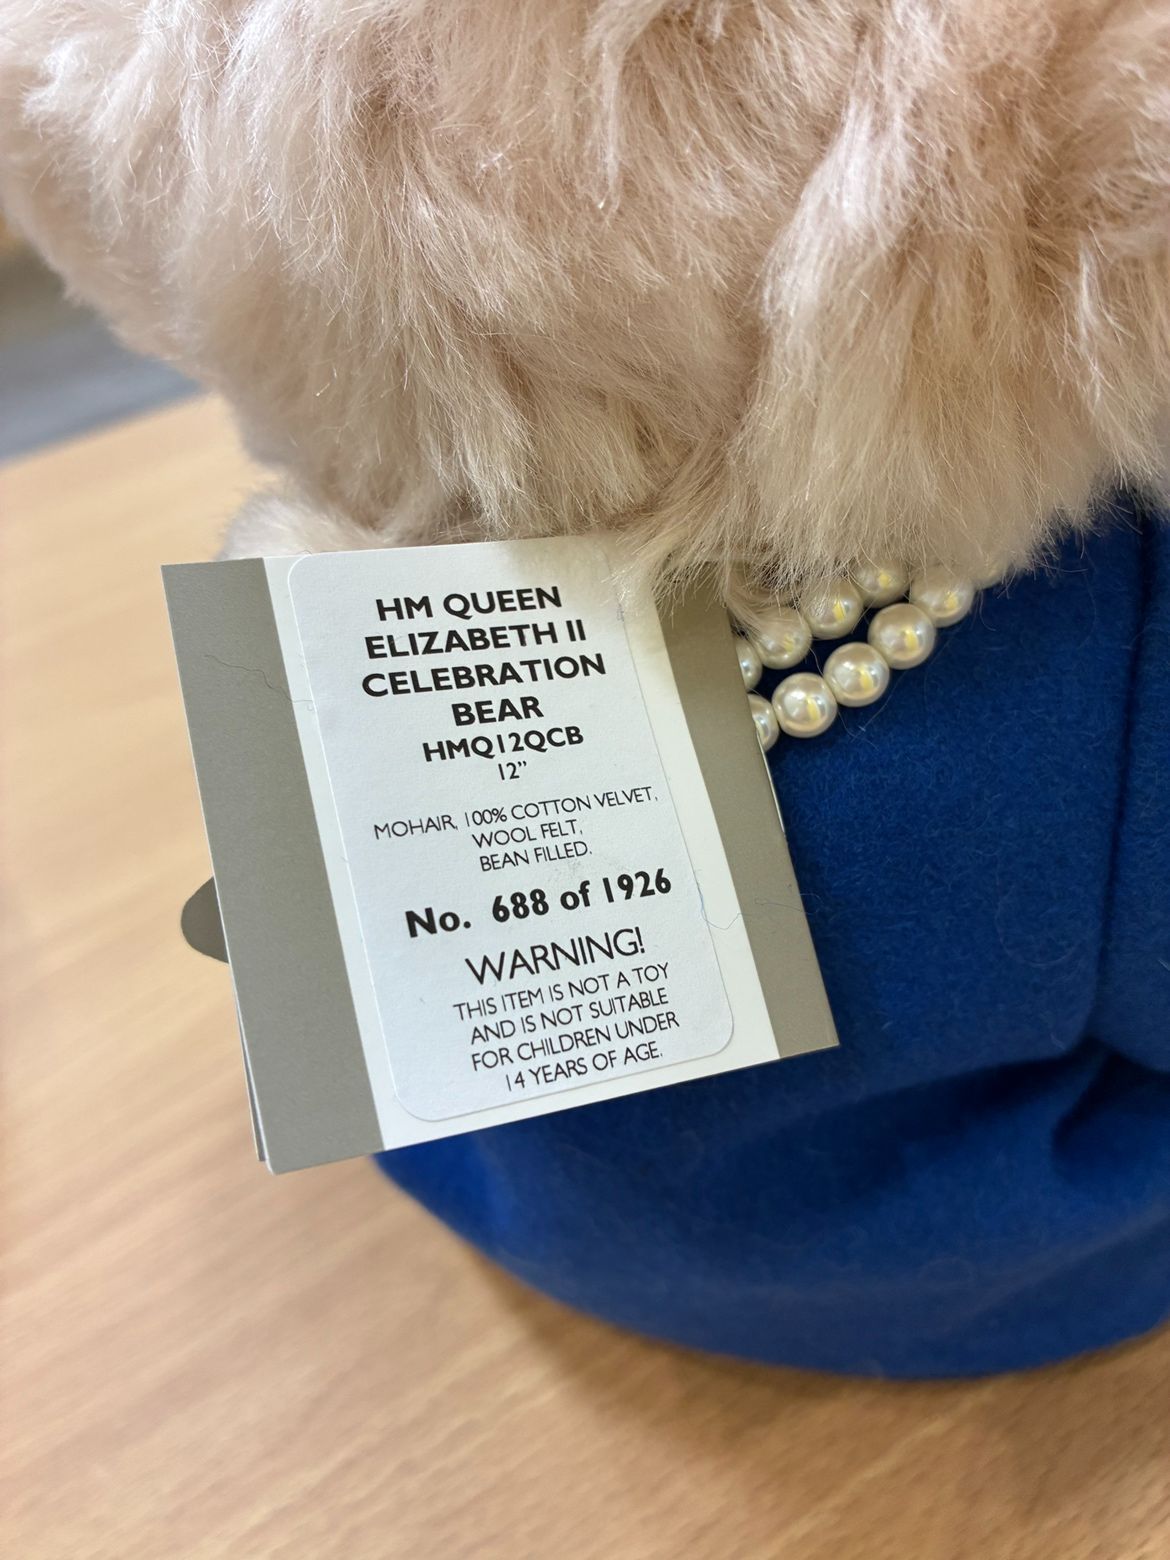 HM QUEEN
ELIZABETH II
CELEBRATION
BEAR
HMQ12QCB
12”
MOHAIR, 100% COTTON VELVET,
WOOL FELT,
BEAN FILLED.
No. 688 of 1926
WARNING!
THIS ITEM IS NOT A TOY
AND IS NOT SUITABLE
FOR CHILDREN UNDER
14 YEARS OF AGE.